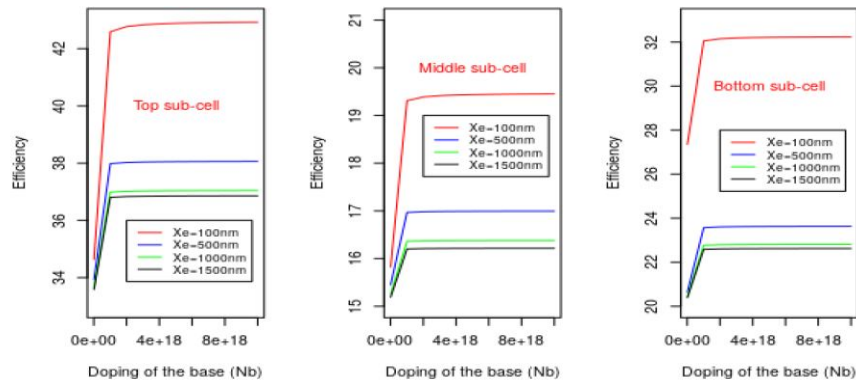 Efficiency
42
40
38
36
34
Top sub-cell
Xe=100nm
Xe=500nm
Xe=1000nm
Xe=1500nm
0e+00 4e+18 8e+18
Doping of the base (Nb)
Efficiency
21
20
19
18
17
16
15
Middle sub-cell
Xe=100nm
Xe=500nm
Xe=1000nm
Xe=1500nm
0e+00 4e+18 8e+18
Doping of the base (Nb)
Efficiency
32
30
28
26
24
22
20
Bottom sub-cell
Xe=100nm
Xe=500nm
Xe=1000nm
Xe=1500nm
0e+00 4e+18 8e+18
Doping of the base (Nb)